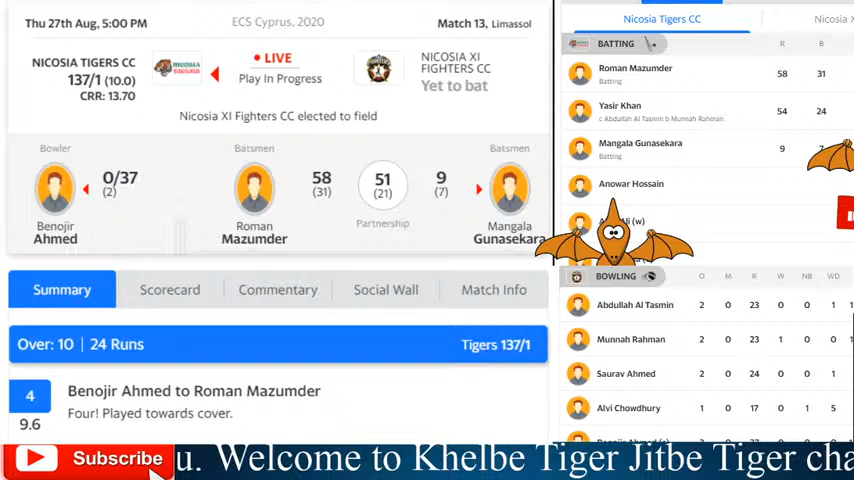 Thu 27th Aug, 5:00 PM
ECS Cyprus, 2020
Match 13, Limassol
NICOSIA TIGERS CC
137/1 (10.0)
CRR: 13.70
LIVE
Play In Progress
NICOSIA XI
FIGHTERS CC
Yet to bat
Nicosia XI Fighters CC elected to field
Bowler
0/37
(2)
Benojir
Ahmed
Batsmen
58
(31)
Roman
Mazumder
51
(21)
Partnership
Batsmen
9
(7)
Mangala
Gunasekara
Summary
Scorecard
Commentary
Social Wall
Match Info
Over: 10 | 24 Runs
Tigers 137/1
4
9.6
Benojir Ahmed to Roman Mazumder
Four! Played towards cover.
Nicosia Tigers CC
Nicosia X
BATTING R B
Roman Mazumder 58 31
Batting
Yasir Khan 54 24
c Abdullah Al Tasmin b Munnah Rahman
Mangala Gunasekara 9 7
Batting
Anowar Hossain
(w)
BOWLING O M R W NB WD
Abdullah Al Tasmin 2 0 23 0 0 1
Munnah Rahman 2 0 23 1 0 0
Saurav Ahmed 2 0 24 0 0 1
Alvi Chowdhury 1 0 17 0 1 5
Subscribe
u. Welcome to Khelbe Tiger Jitbe Tiger cha